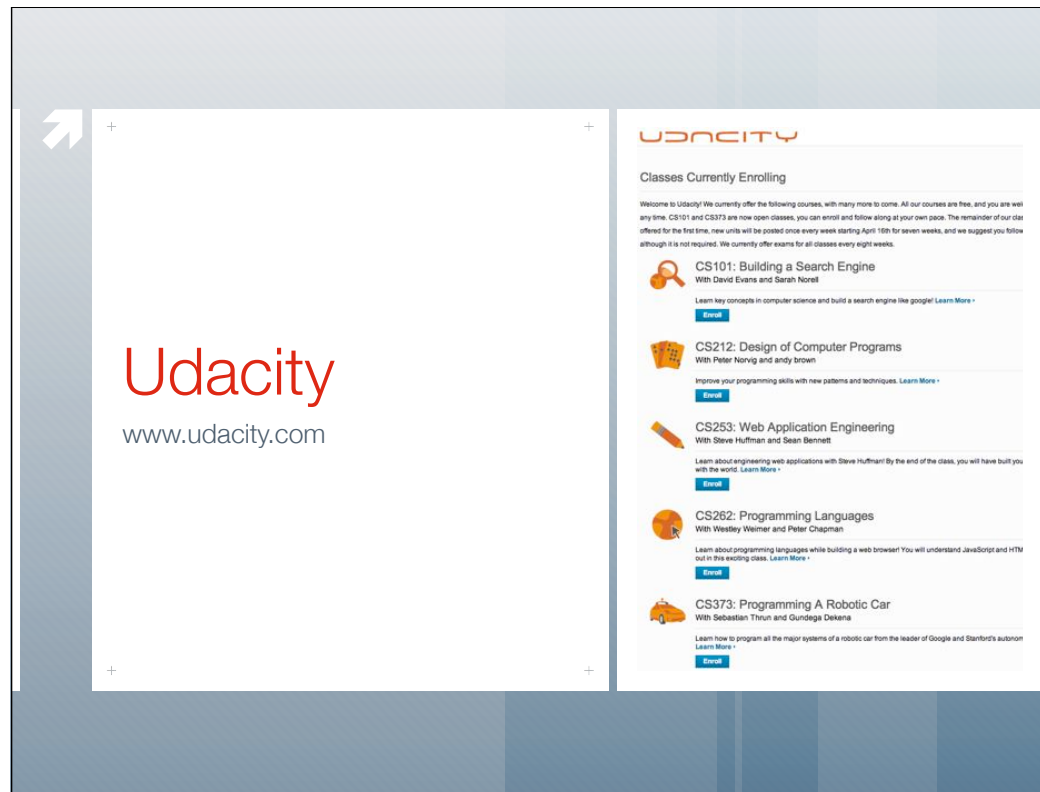 Udacity
www.udacity.com
UDACITY
Classes Currently Enrolling
Welcome to Udacity! We currently offer the following courses, with many more to come. All our courses are free, and you are wel
any time. CS101 and CS373 are now open classes, you can enroll and follow along at your own pace. The remainder of our clas
offered for the first time, new units will be posted once every week starting April 16th for seven weeks, and we suggest you follow
although it is not required. We currently offer exams for all classes every eight weeks.
CS101: Building a Search Engine
With David Evans and Sarah Norell
Learn key concepts in computer science and build a search engine like google! Learn More ›
Enroll
CS212: Design of Computer Programs
With Peter Norvig and andy brown
Improve your programming skills with new patterns and techniques. Learn More ›
Enroll
CS253: Web Application Engineering
With Steve Huffman and Sean Bennett
Learn about engineering web applications with Steve Huffman! By the end of the class, you will have built you
with the world. Learn More ›
Enroll
CS262: Programming Languages
With Westley Weimer and Peter Chapman
Learn about programming languages while building a web browser! You will understand JavaScript and HTM
out in this exciting class. Learn More ›
Enroll
CS373: Programming A Robotic Car
With Sebastian Thrun and Gundega Dekena
Learn how to program all the major systems of a robotic car from the leader of Google and Stanford's autonom
Learn More ›
Enroll